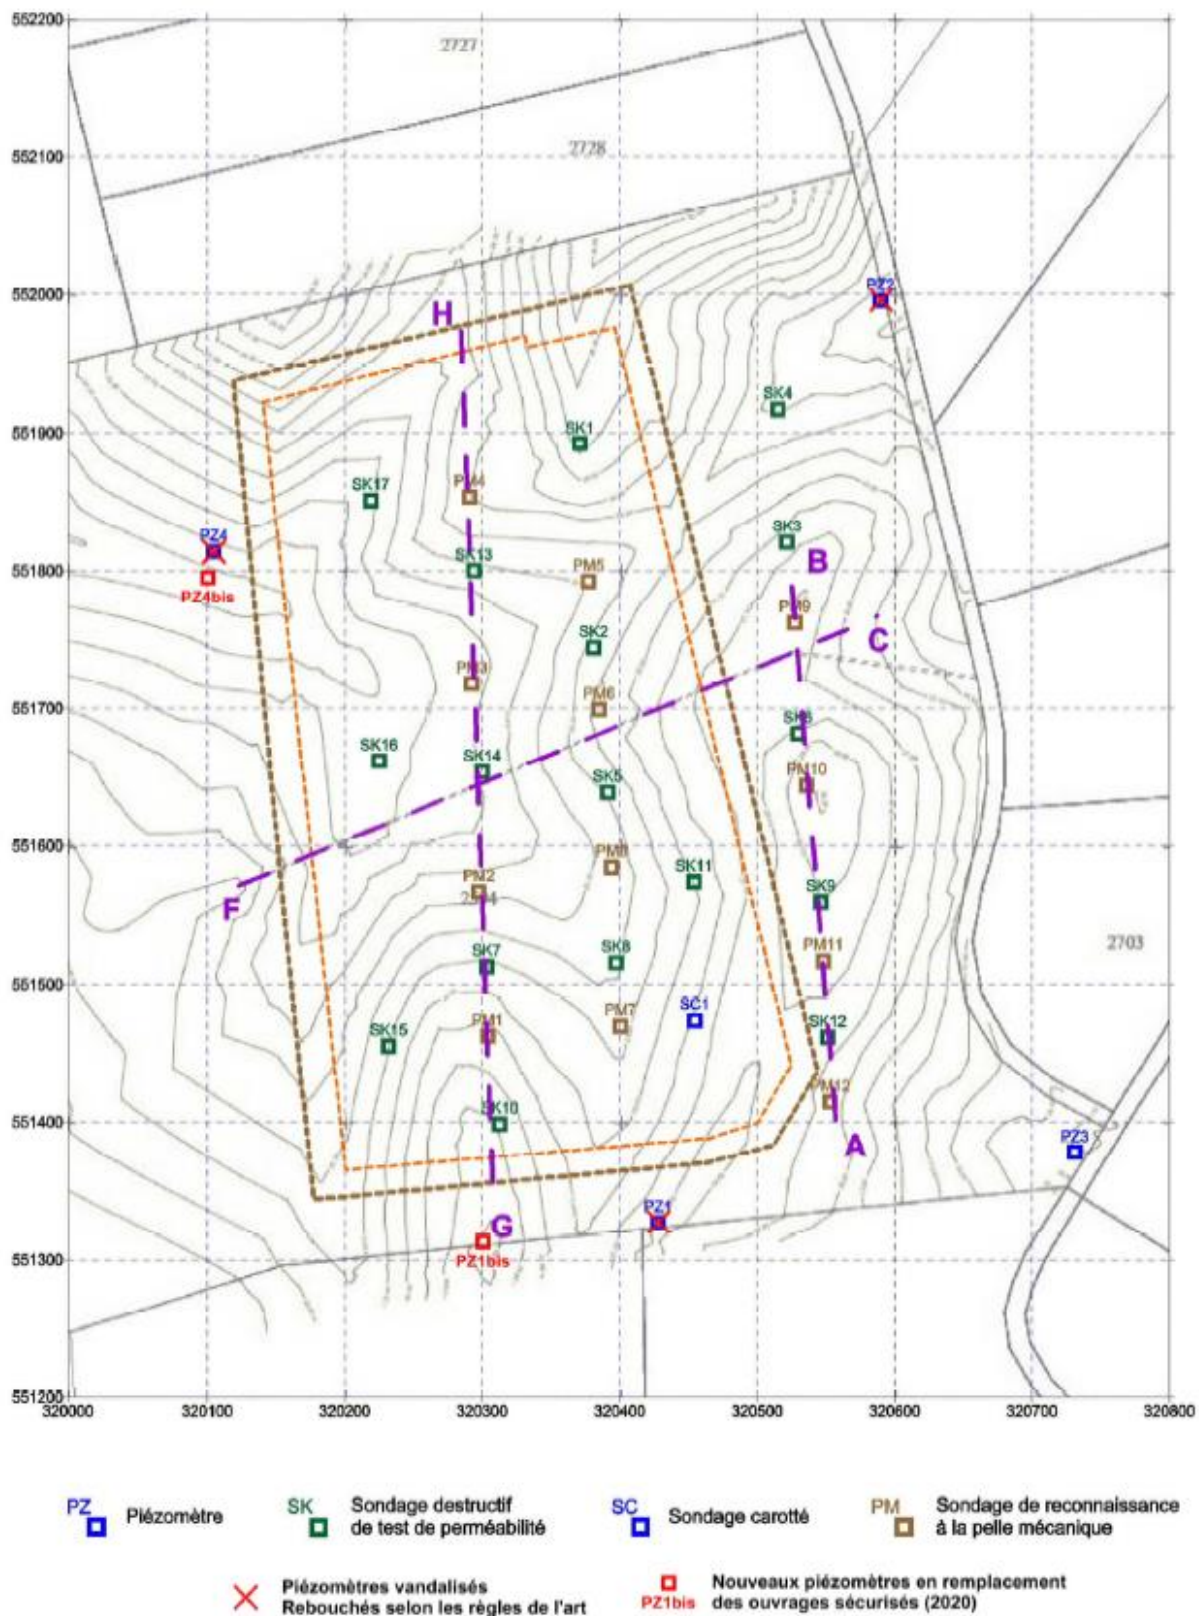 552200
2727
552100
2728
552000
PZ2
H
SK4
551900
SK1
SK17
PM4
SK3
PZ4
SK13
B
551800
PM5
PZ4bis
PM9
SK2
C
PM3
PM6
551700
SK6
SK16
SK14
SK5
PM10
551600
PM8
SK11
PM2
SK9
F
SK7
SK8
PM11
2703
551500
SC1
PM7
PM1
SK12
SK15
PM12
551400
SK10
PZ3
A
PZ1
G
551300
PZ1bis
551200
320000 320100 320200 320300 320400 320500 320600 320700 320800
PZ Piézomètre
SK Sondage destructif
de test de perméabilité
SC Sondage carotté
PM Sondage de reconnaissance
à la pelle mécanique
Piézomètres vandalisés
Rebouchés selon les règles de l'art
PZ1bis Nouveaux piézomètres en remplacement
des ouvrages sécurisés (2020)